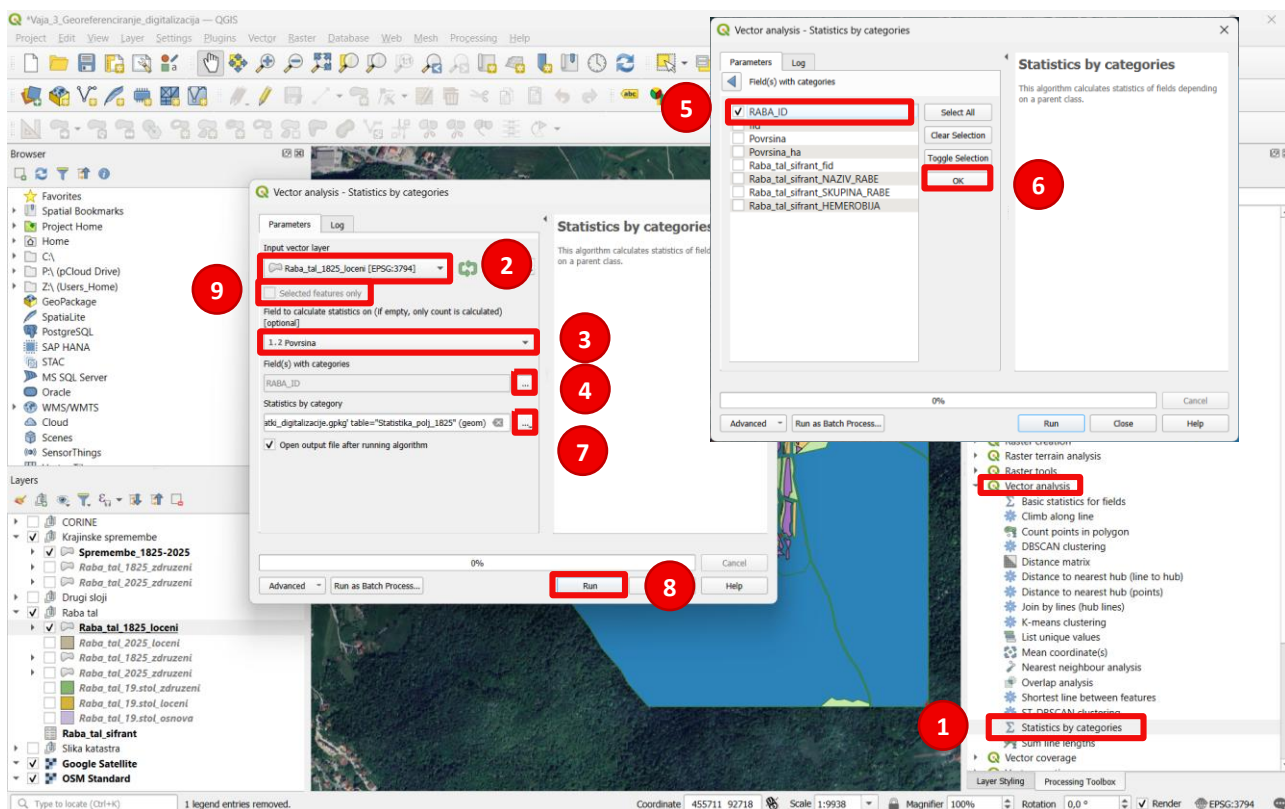 *Vaja_3_Georeferenciranje_digitalizacija — QGIS
Project Edit View Layer Settings Plugins Vector Raster Database Web Mesh Processing Help
abc
Browser
Favorites
Spatial Bookmarks
Project Home
Home
C:\
P:\ (pCloud Drive)
Z:\ (Users_Home)
GeoPackage
SpatiaLite
PostgreSQL
SAP HANA
STAC
MS SQL Server
Oracle
WMS/WMTS
Cloud
Scenes
SensorThings
Layers
CORINE
Krajinske spremembe
Spremembe_1825-2025
Raba_tal_1825_zdruzeni
Raba_tal_2025_zdruzeni
Drugi sloji
Raba tal
Raba_tal_1825_loceni
Raba_tal_2025_loceni
Raba_tal_1825_zdruzeni
Raba_tal_2025_zdruzeni
Raba_tal_19.stol_zdruzeni
Raba_tal_19.stol_loceni
Raba_tal_19.stol_osnova
Raba_tal_sifrant
Slika katastra
Google Satellite
OSM Standard
Vector analysis - Statistics by categories
Parameters Log
Input vector layer
Raba_tal_1825_loceni [EPSG:3794]
2
9
Selected features only
Field to calculate statistics on (if empty, only count is calculated)
[optional]
1.2 Povrsina
3
Field(s) with categories
RABA_ID
...
4
Statistics by category
atki_digitalizacije.gpkg' table="Statistika_polj_1825" (geom)
...
7
Open output file after running algorithm
Statistics by categories
This algorithm calculates statistics of field
on a parent class.
0%
Cancel
Advanced Run as Batch Process... Run 8 Help
Vector analysis - Statistics by categories
Parameters Log
Field(s) with categories
5
RABA_ID
fid
Povrsina
Povrsina_ha
Raba_tal_sifrant_fid
Raba_tal_sifrant_NAZIV_RABE
Raba_tal_sifrant_SKUPINA_RABE
Raba_tal_sifrant_HEMEROBIJA
Select All
Clear Selection
Toggle Selection
OK
6
Statistics by categories
This algorithm calculates statistics of fields depending
on a parent class.
0%
Cancel
Advanced Run as Batch Process... Run Close Help
Raster creation
Raster terrain analysis
Raster tools
Vector analysis
Basic statistics for fields
Climb along line
Count points in polygon
DBSCAN clustering
Distance matrix
Distance to nearest hub (line to hub)
Distance to nearest hub (points)
Join by lines (hub lines)
K-means clustering
List unique values
Mean coordinate(s)
Nearest neighbour analysis
Overlap analysis
Shortest line between features
ST-DBSCAN clustering
1
Statistics by categories
Sum line lengths
Vector coverage
Layer Styling Processing Toolbox
Type to locate (Ctrl+K) 1 legend entries removed. Coordinate 455711 92718 Scale 1:9938 Magnifier 100% Rotation 0,0 ° Render EPSG:3794